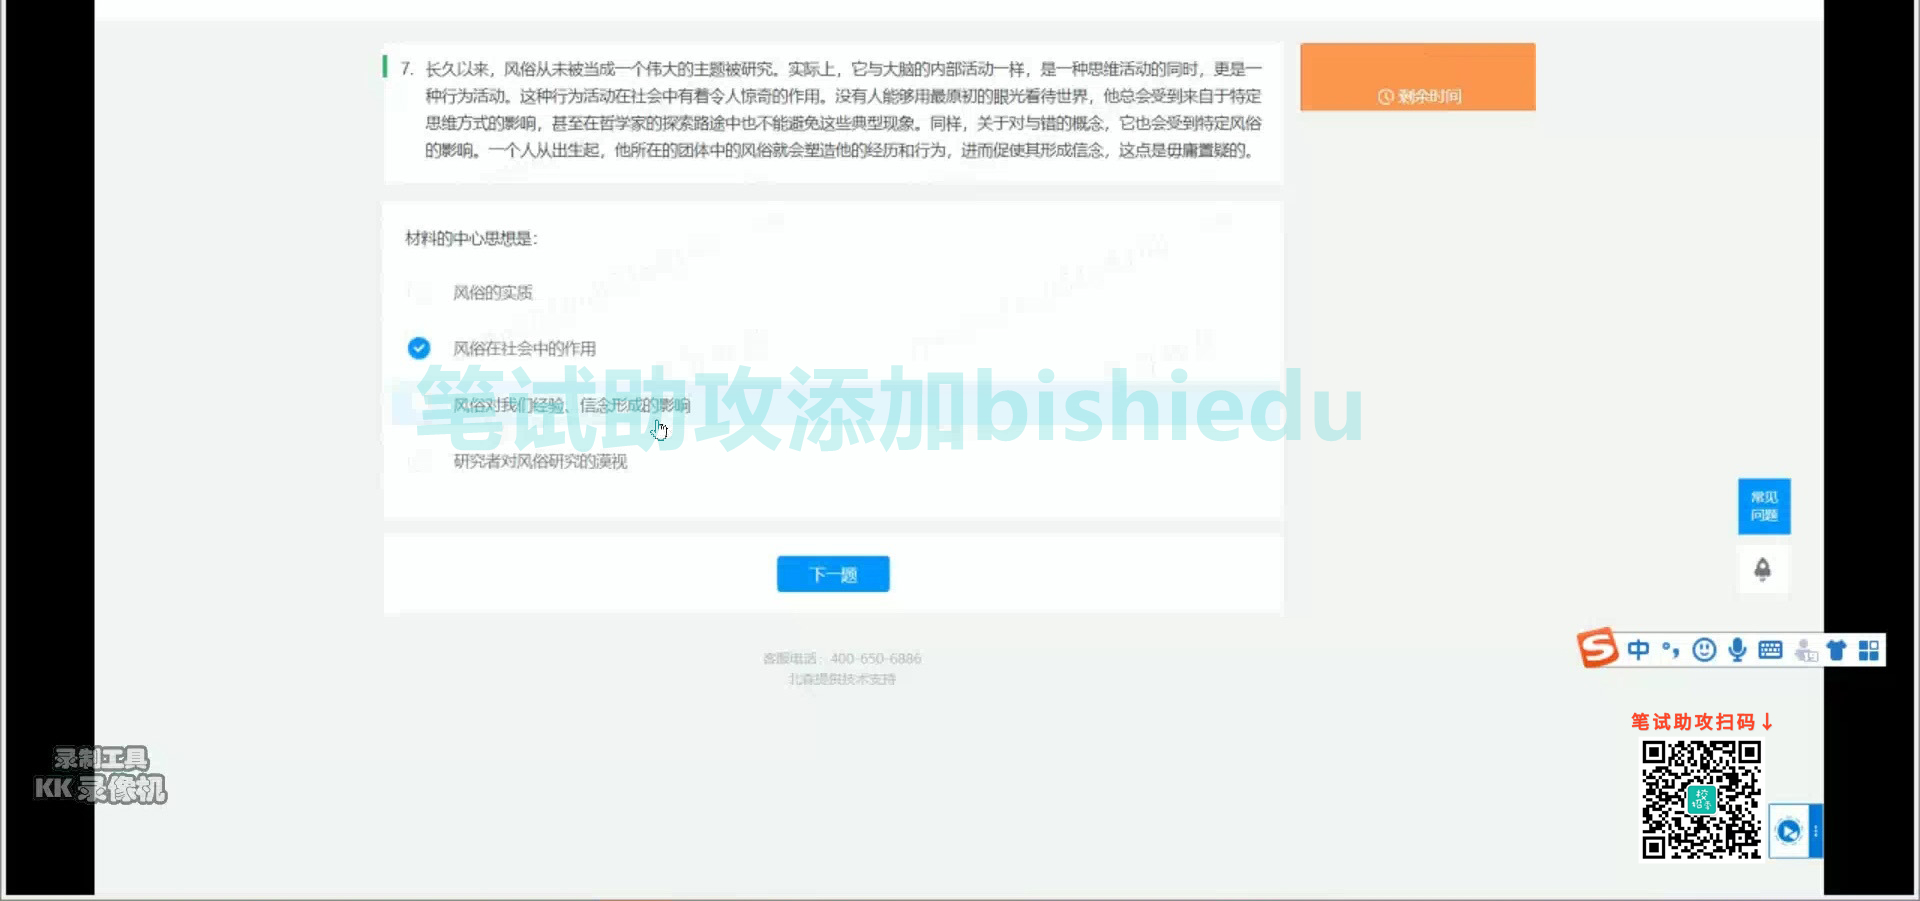 7. 长久以来，风俗从未被当成一个伟大的主题被研究。实际上，它与大脑的内部活动一样，是一种思维活动的同时，更是一
种行为活动。这种行为活动在社会中有着令人惊奇的作用。没有人能够用最原初的眼光看待世界，他总会受到来自于特定
思维方式的影响，甚至在哲学家的探索路途中也不能避免这些典型现象。同样，关于对与错的概念，它也会受到特定风俗
的影响。一个人从出生起，他所在的团体中的风俗就会塑造他的经历和行为，进而促使其形成信念，这点是毋庸置疑的。
剩余时间
材料的中心思想是：
风俗的实质
风俗在社会中的作用
笔试助攻添加bishiedu
风俗对我们经验、信念形成的影响
研究者对风俗研究的漠视
常见
问题
下一题
中
客服电话：400-650-6886
北森提供技术支持
笔试助攻扫码↓
录制工具
KK 录像机